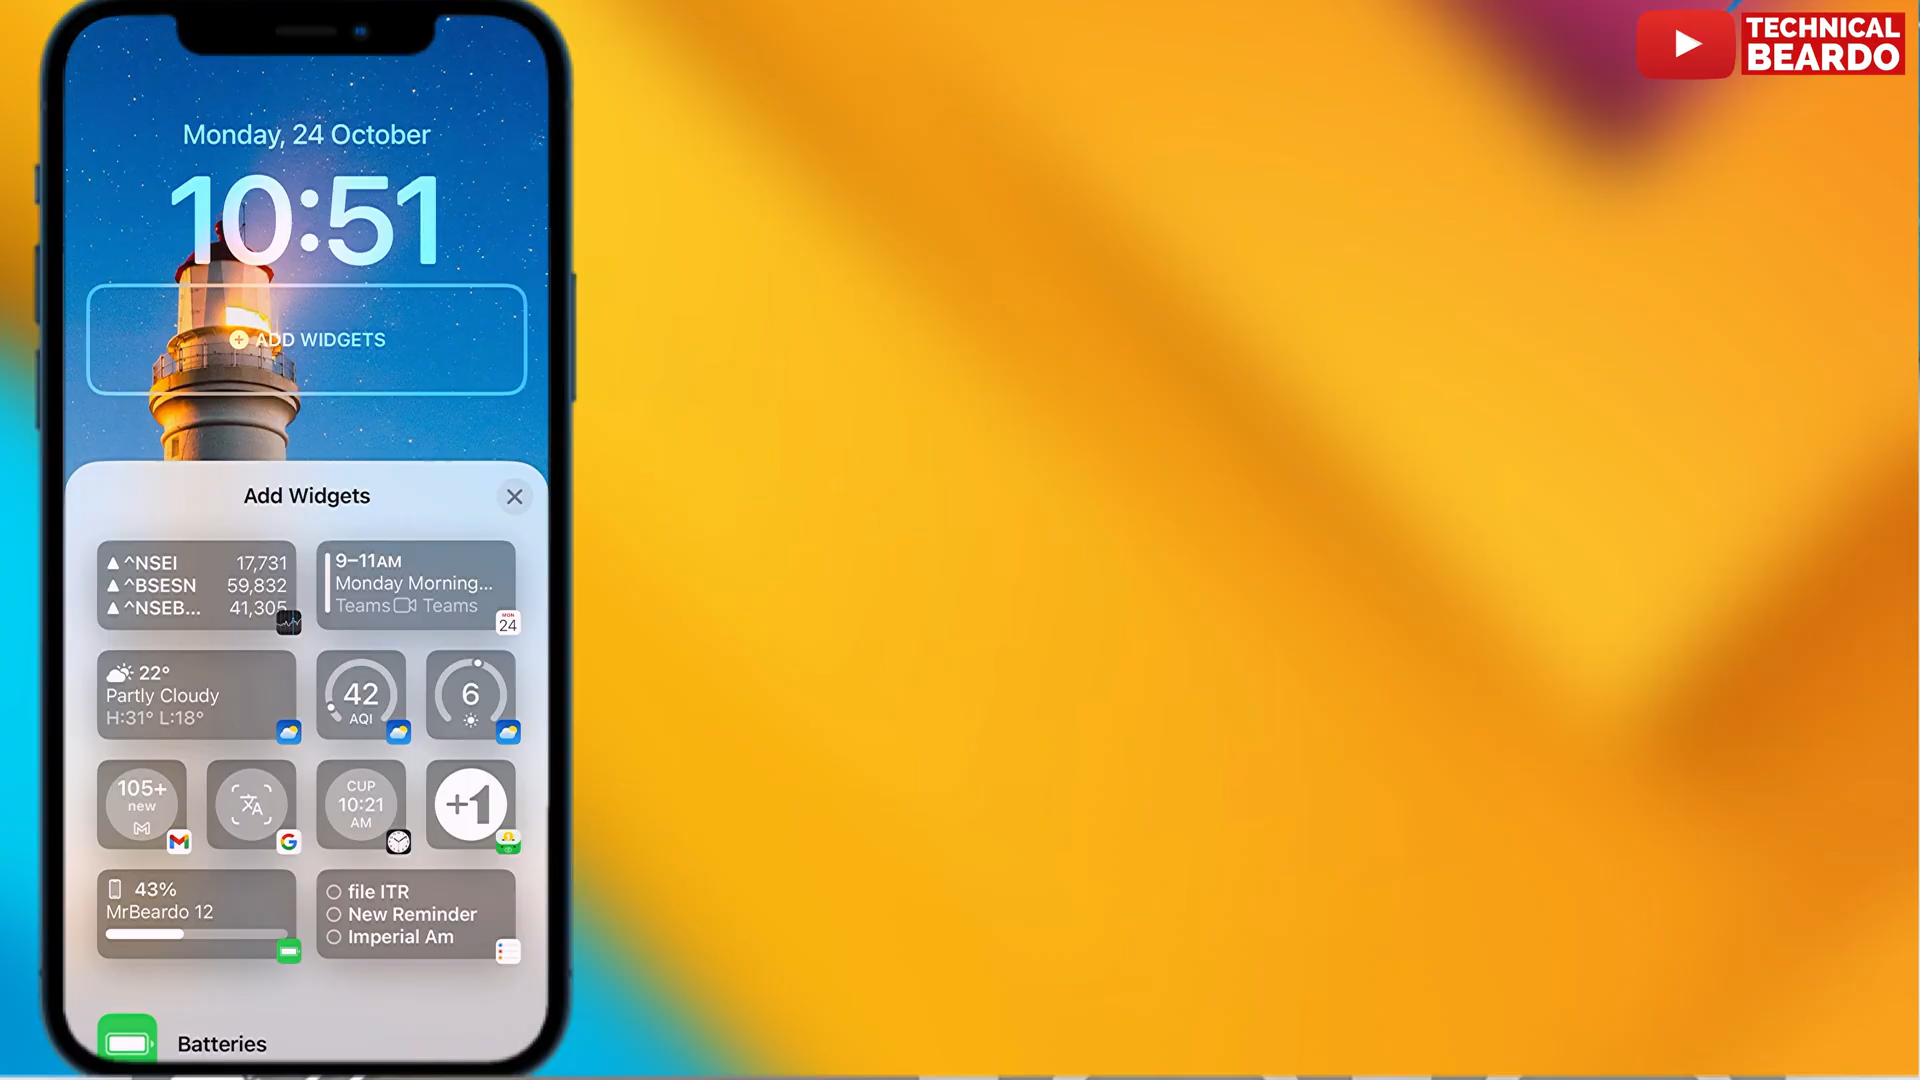 TECHNICAL
BEARDO
Monday, 24 October
10:51
ADD WIDGETS
Add Widgets
^NSEI 17,731
^BSESN 59,832
^NSEB... 41,305
9–11AM
Monday Morning...
Teams Teams
MON
24
22°
Partly Cloudy
H:31° L:18°
42
AQI
6
105+
new
CUP
10:21
AM
+1
43%
MrBeardo 12
file ITR
New Reminder
Imperial Am
Batteries